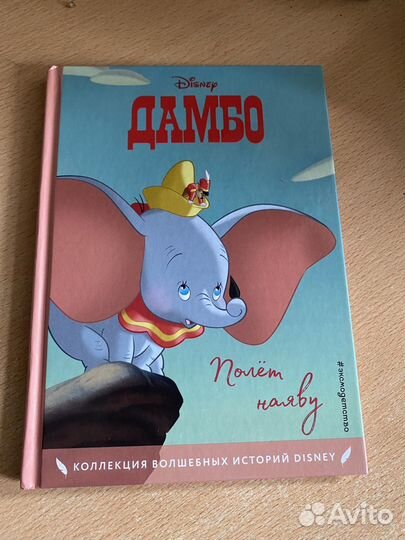 Disney
ДАМБО
Полёт
наяву
#эксмодетство
КОЛЛЕКЦИЯ ВОЛШЕБНЫХ ИСТОРИЙ DISNEY
Avito